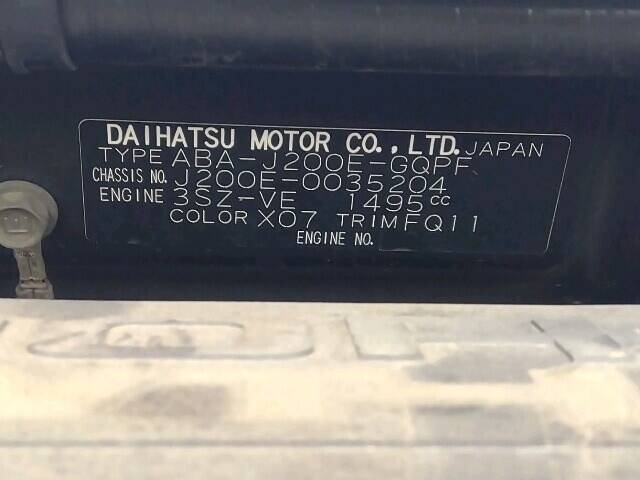 DAIHATSU MOTOR CO.,LTD. JAPAN
TYPE ABA-J200E-GQPF
CHASSIS NO. J200E-0035204
ENGINE 3SZ-VE 1495cc
COLOR X07 TRIM FQ11
ENGINE NO.